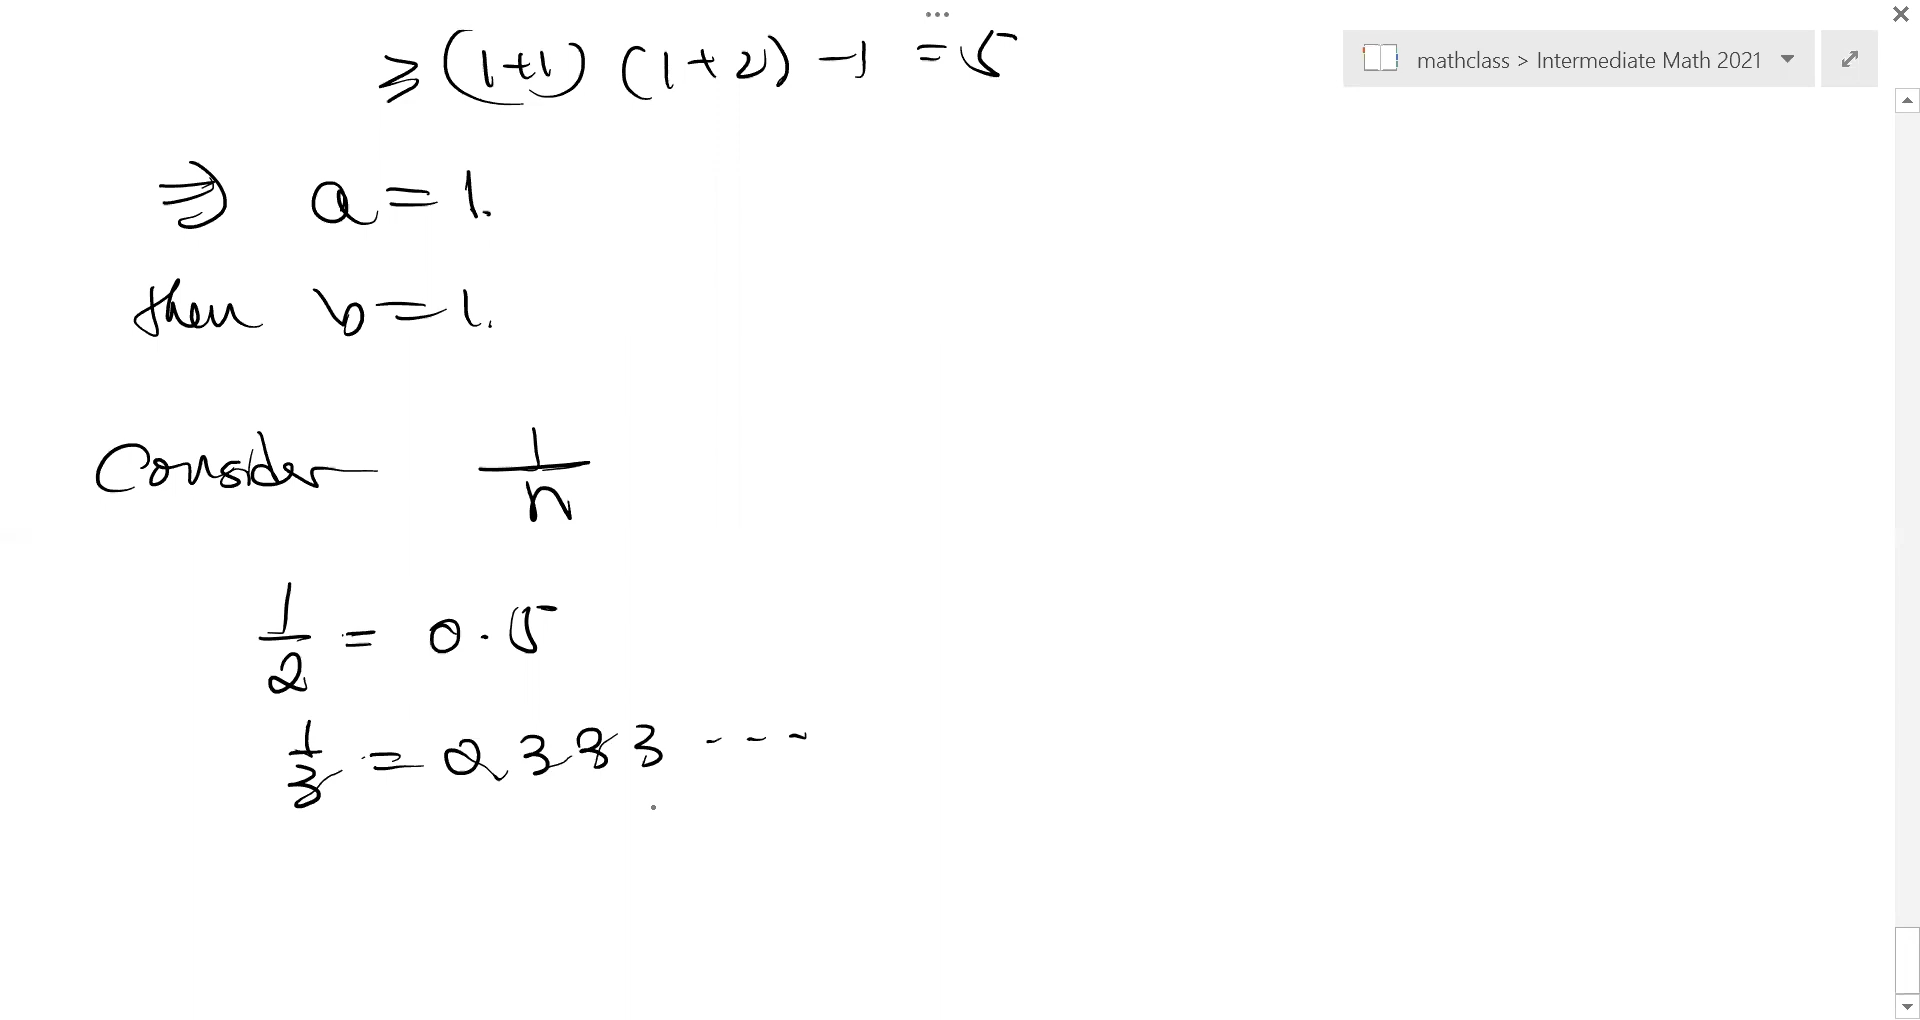 ≥ (1+1) (1+2) -1 = 5
mathclass > Intermediate Math 2021
⇒ a = 1.
then b = 1.
Consider 1/n
1/2 = 0.5
1/3 = 0.333 ---